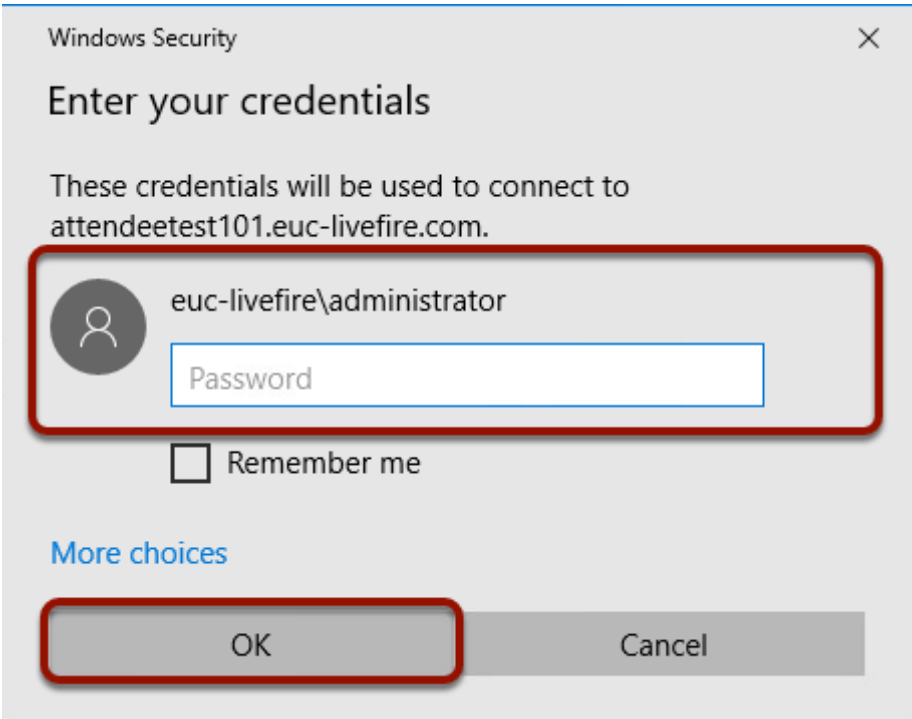 Windows Security
Enter your credentials
These credentials will be used to connect to
attendeetest101.euc-livefire.com.
euc-livefire\administrator
Password
Remember me
More choices
OK
Cancel